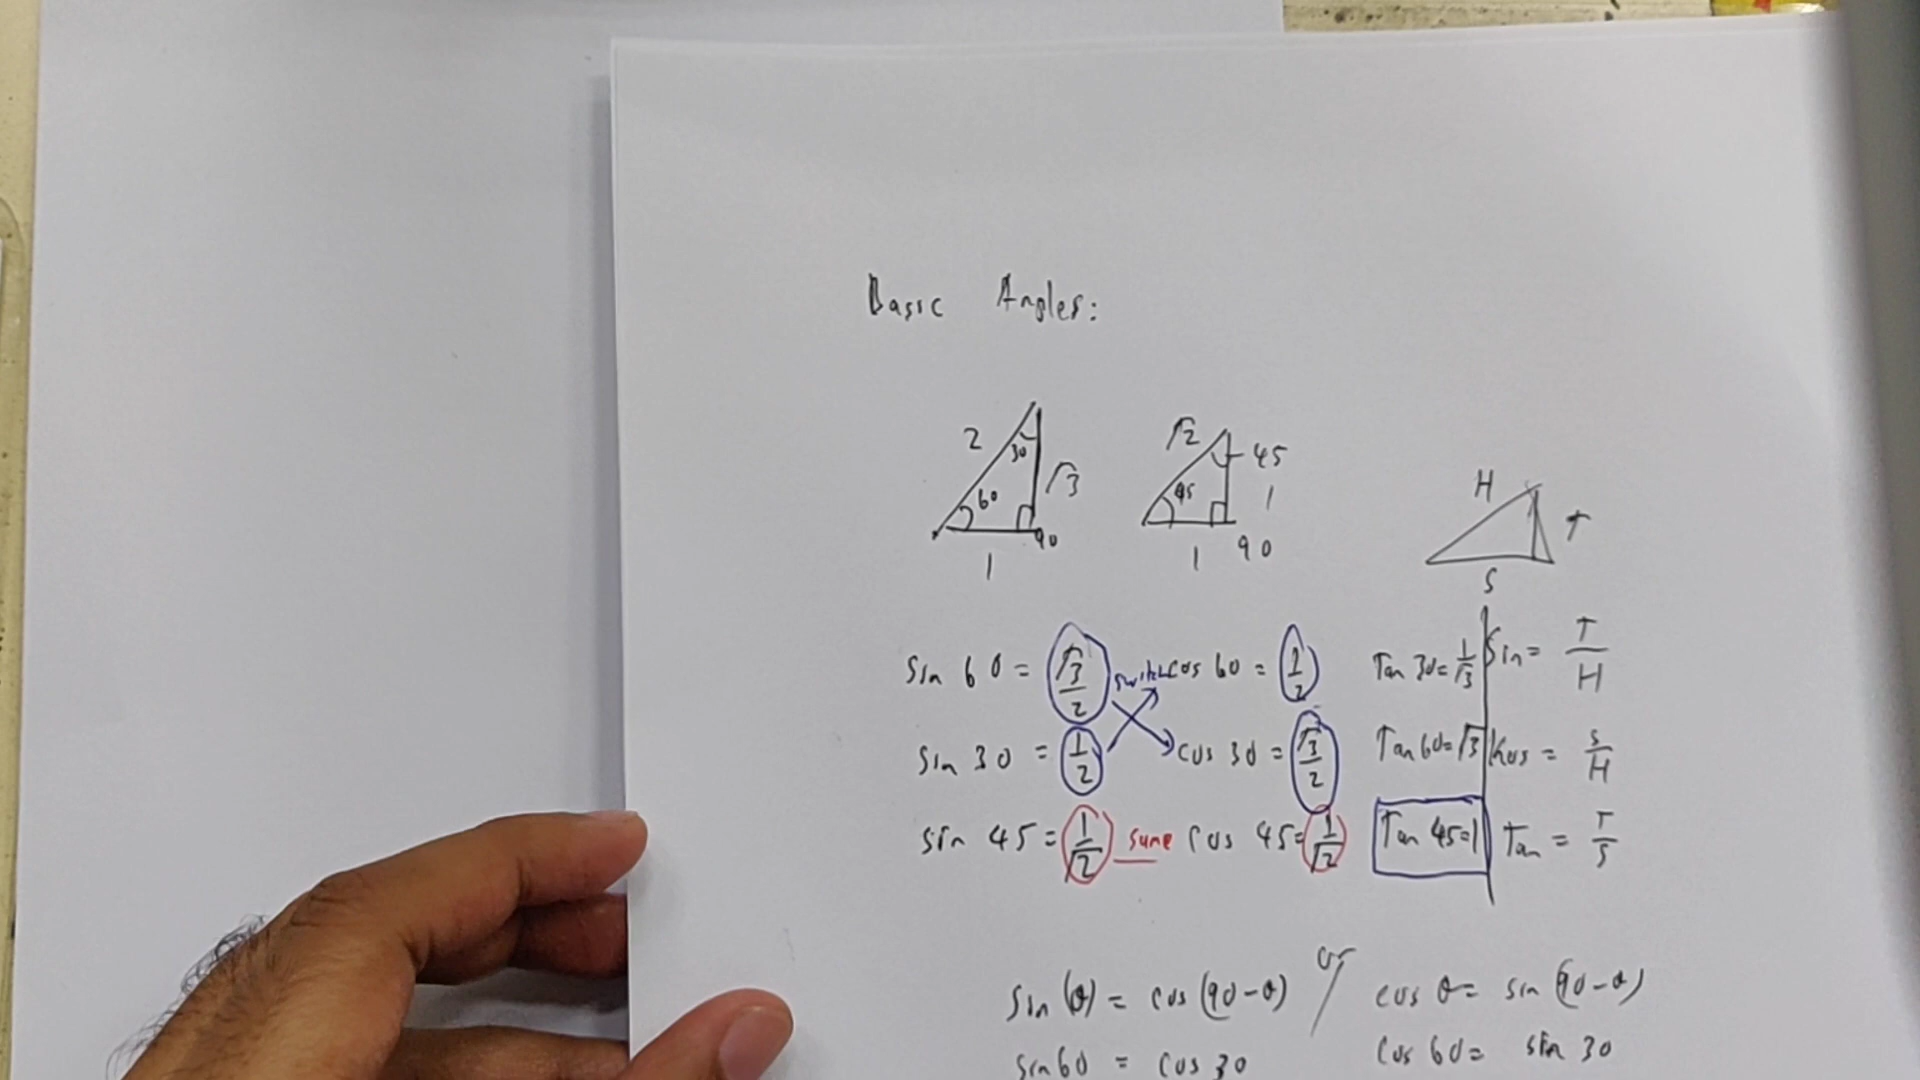 Basic Angles:
2 30 60 √3 90 1
√2 45 45 1 1 90
H T S
Sin 60 = √3/2 switch cos 60 = 1/2 Tan 30 = 1/√3 Sin = T/H
Sin 30 = 1/2 cos 30 = √3/2 Tan 60 = √3 Kos = S/H
sin 45 = 1/√2 same cos 45 = 1/√2 Tan 45 = 1 Tan = T/S
Sin (θ) = cos (90-θ) or cos θ = sin (90-θ)
sin 60 = cos 30 cos 60 = sin 30